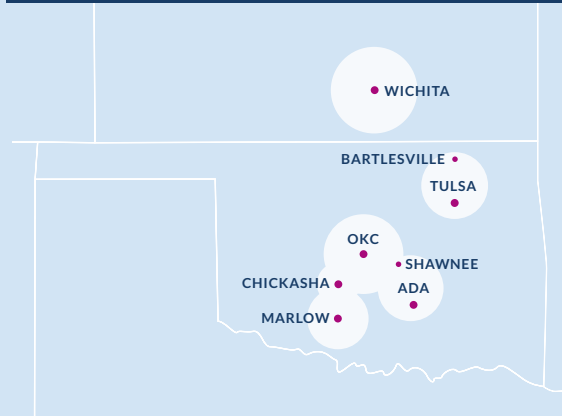 WICHITA
BARTLESVILLE
TULSA
OKC
SHAWNEE
CHICKASHA
ADA
MARLOW